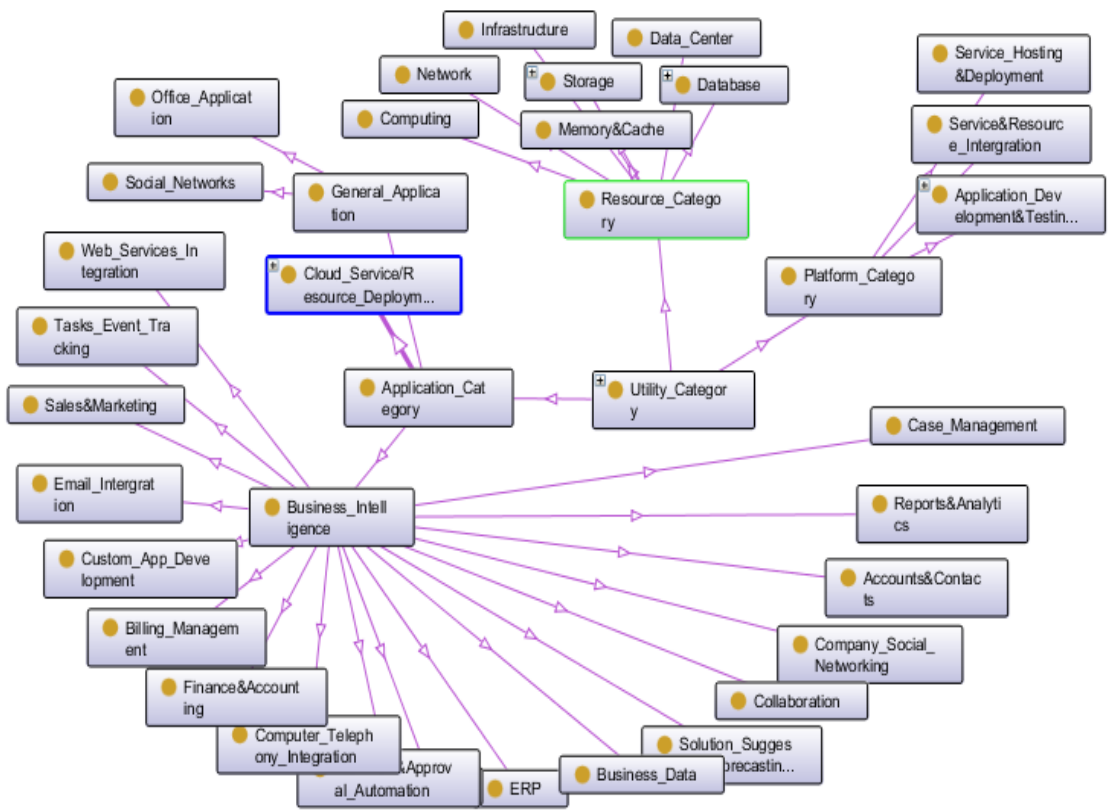 Infrastructure
Data_Center
Service_Hosting
&Deployment
Network
Storage
Database
Office_Applicat
ion
Computing
Memory&Cache
Service&Resourc
e_Intergration
Social_Networks
General_Applica
tion
Resource_Catego
ry
Application_Dev
elopment&Testin...
Web_Services_In
tegration
Cloud_Service/R
esource_Deploym...
Platform_Catego
ry
Tasks_Event_Tra
cking
Application_Cat
egory
Utility_Categor
y
Sales&Marketing
Case_Management
Email_Intergrat
ion
Business_Intell
igence
Reports&Analyti
cs
Custom_App_Deve
lopment
Accounts&Contac
ts
Billing_Managem
ent
Company_Social_
Networking
Finance&Account
ing
Collaboration
Computer_Teleph
ony_Integration
Solution_Sugges
orecastin...
&Approv
al_Automation
ERP
Business_Data